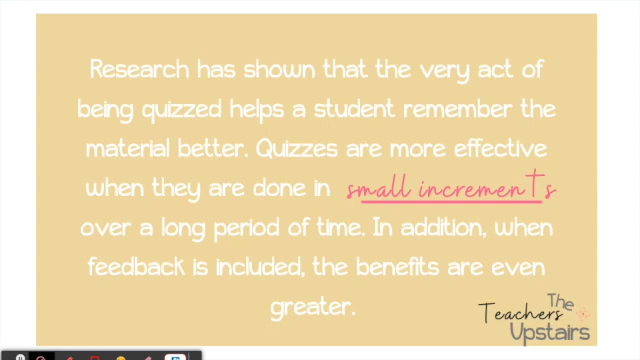 Research has shown that the very act of
being quizzed helps a student remember the
material better. Quizzes are more effective
when they are done in small increments
over a long period of time. In addition, when
feedback is included, the benefits are even
greater.
The
Teachers
Upstairs